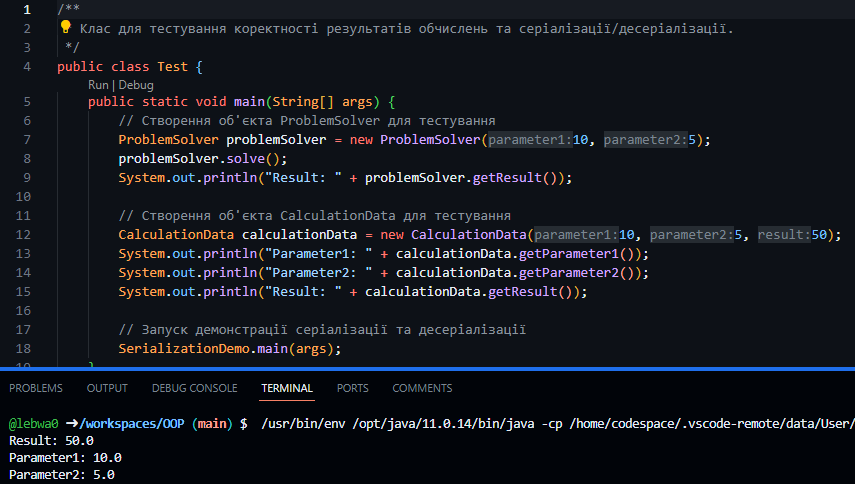 1 /**
2 Клас для тестування коректності результатів обчислень та серіалізації/десеріалізації.
3 */
4 public class Test {
Run | Debug
5 public static void main(String[] args) {
6 // Створення об'єкта ProblemSolver для тестування
7 ProblemSolver problemSolver = new ProblemSolver(parameter1:10, parameter2:5);
8 problemSolver.solve();
9 System.out.println("Result: " + problemSolver.getResult());
10
11 // Створення об'єкта CalculationData для тестування
12 CalculationData calculationData = new CalculationData(parameter1:10, parameter2:5, result:50);
13 System.out.println("Parameter1: " + calculationData.getParameter1());
14 System.out.println("Parameter2: " + calculationData.getParameter2());
15 System.out.println("Result: " + calculationData.getResult());
16
17 // Запуск демонстрації серіалізації та десеріалізації
18 SerializationDemo.main(args);
PROBLEMS OUTPUT DEBUG CONSOLE TERMINAL PORTS COMMENTS
@lebwa0 ➜/workspaces/OOP (main) $ /usr/bin/env /opt/java/11.0.14/bin/java -cp /home/codespace/.vscode-remote/data/User/
Result: 50.0
Parameter1: 10.0
Parameter2: 5.0